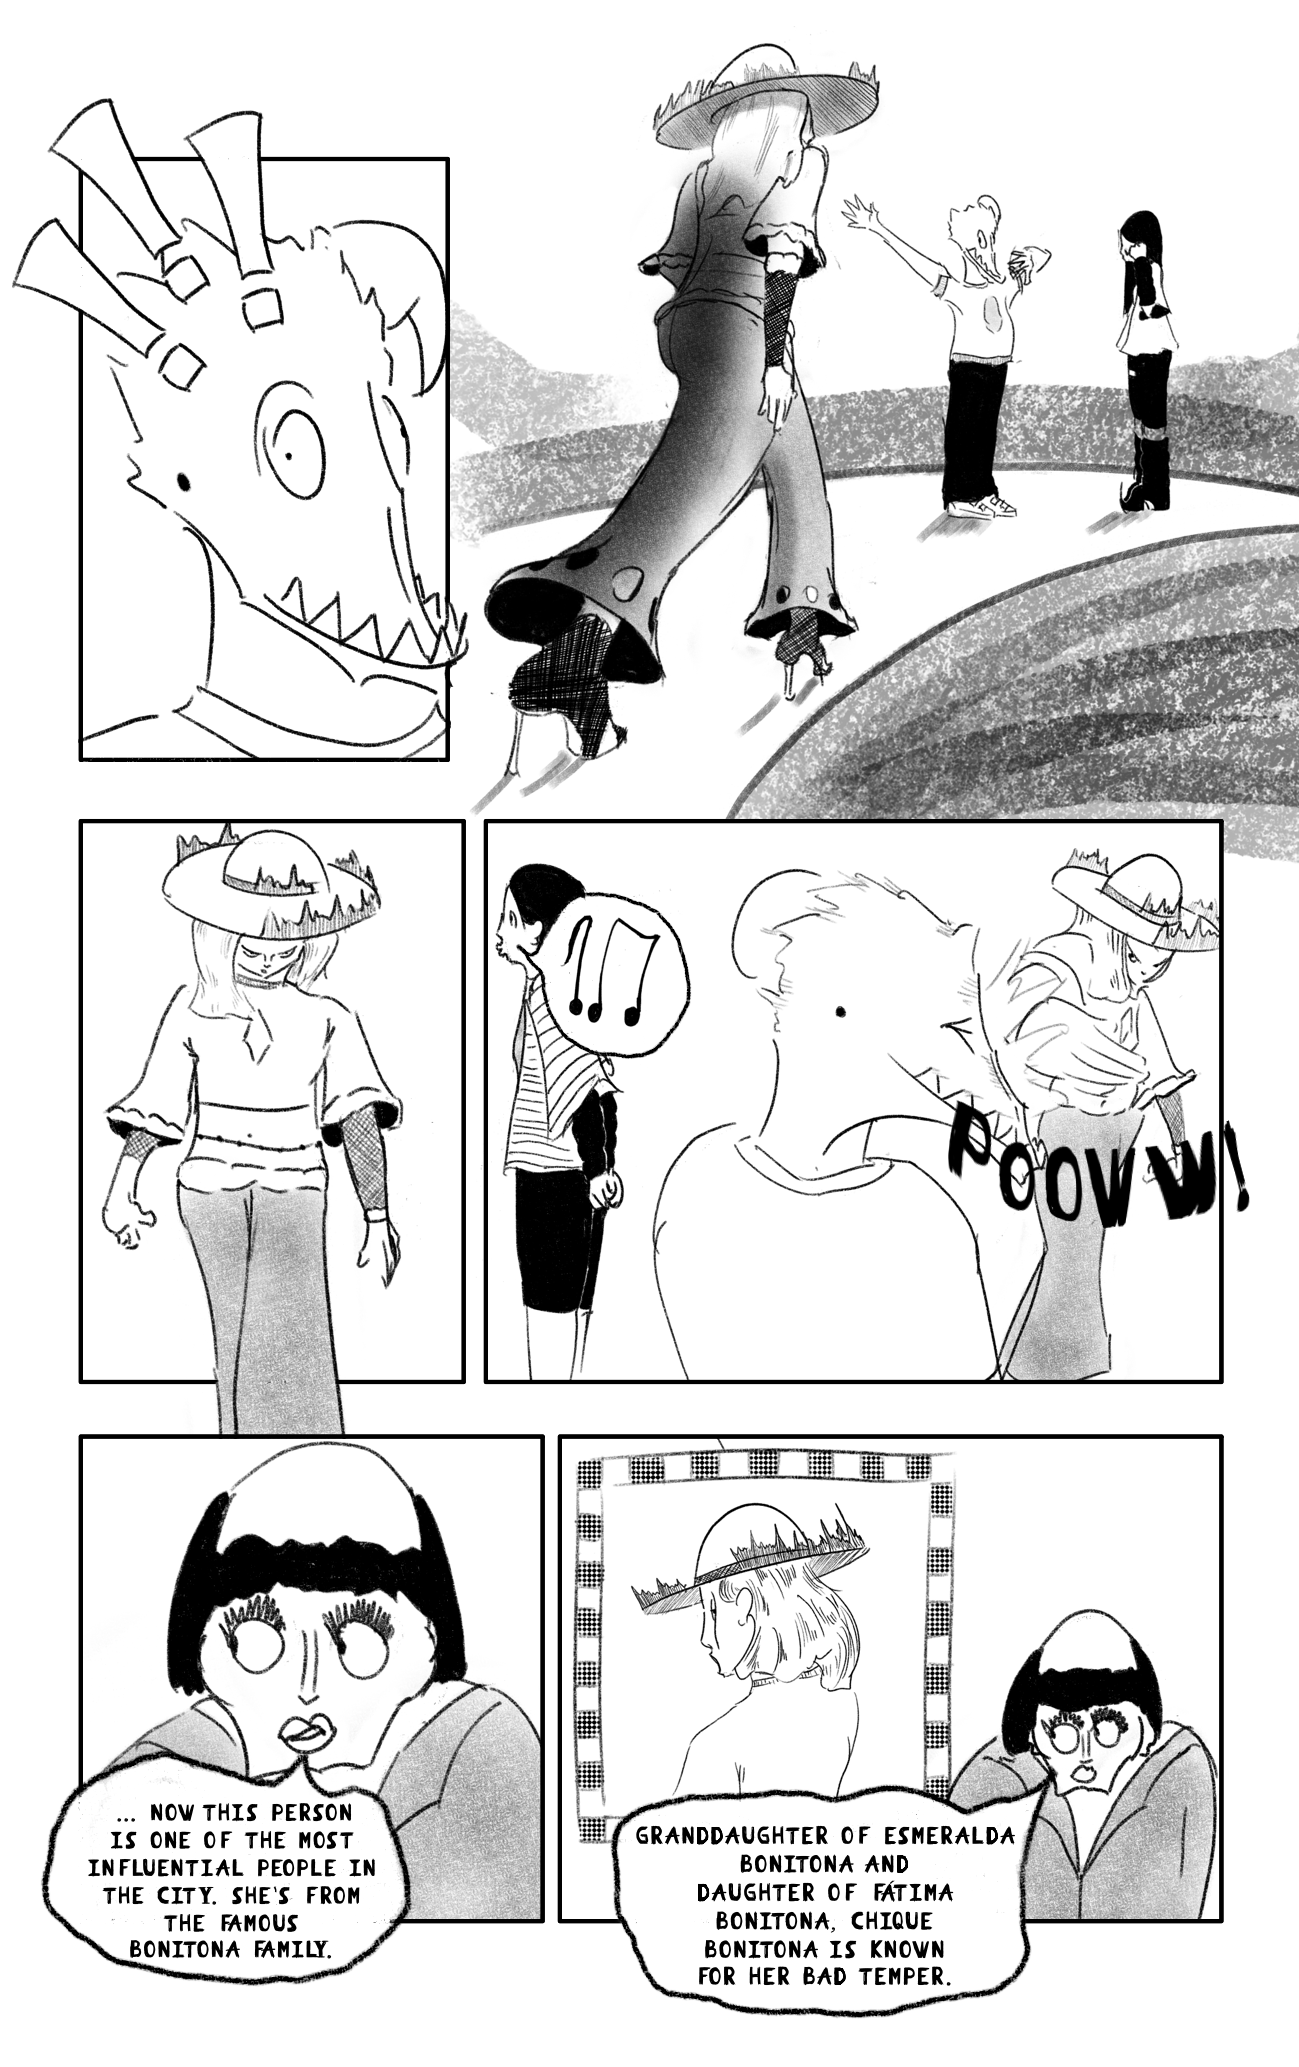 POOWW!
... NOW THIS PERSON
IS ONE OF THE MOST
INFLUENTIAL PEOPLE IN
THE CITY. SHE'S FROM
THE FAMOUS
BONITONA FAMILY.
GRANDDAUGHTER OF ESMERALDA
BONITONA AND
DAUGHTER OF FÁTIMA
BONITONA, CHIQUE
BONITONA IS KNOWN
FOR HER BAD TEMPER.